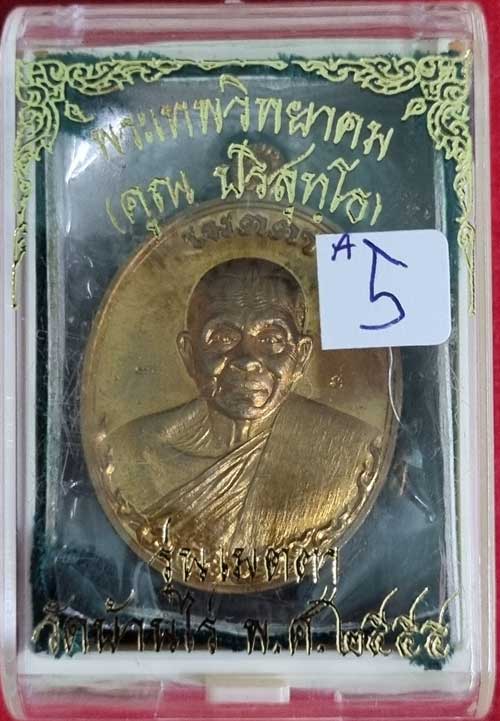 พระเทพวิทยาคม
(คูณ ปริสุทฺโธ)
A 5
รุ่นเมตตา
วัดบ้านไร่ พ.ศ.๒๕๕๕